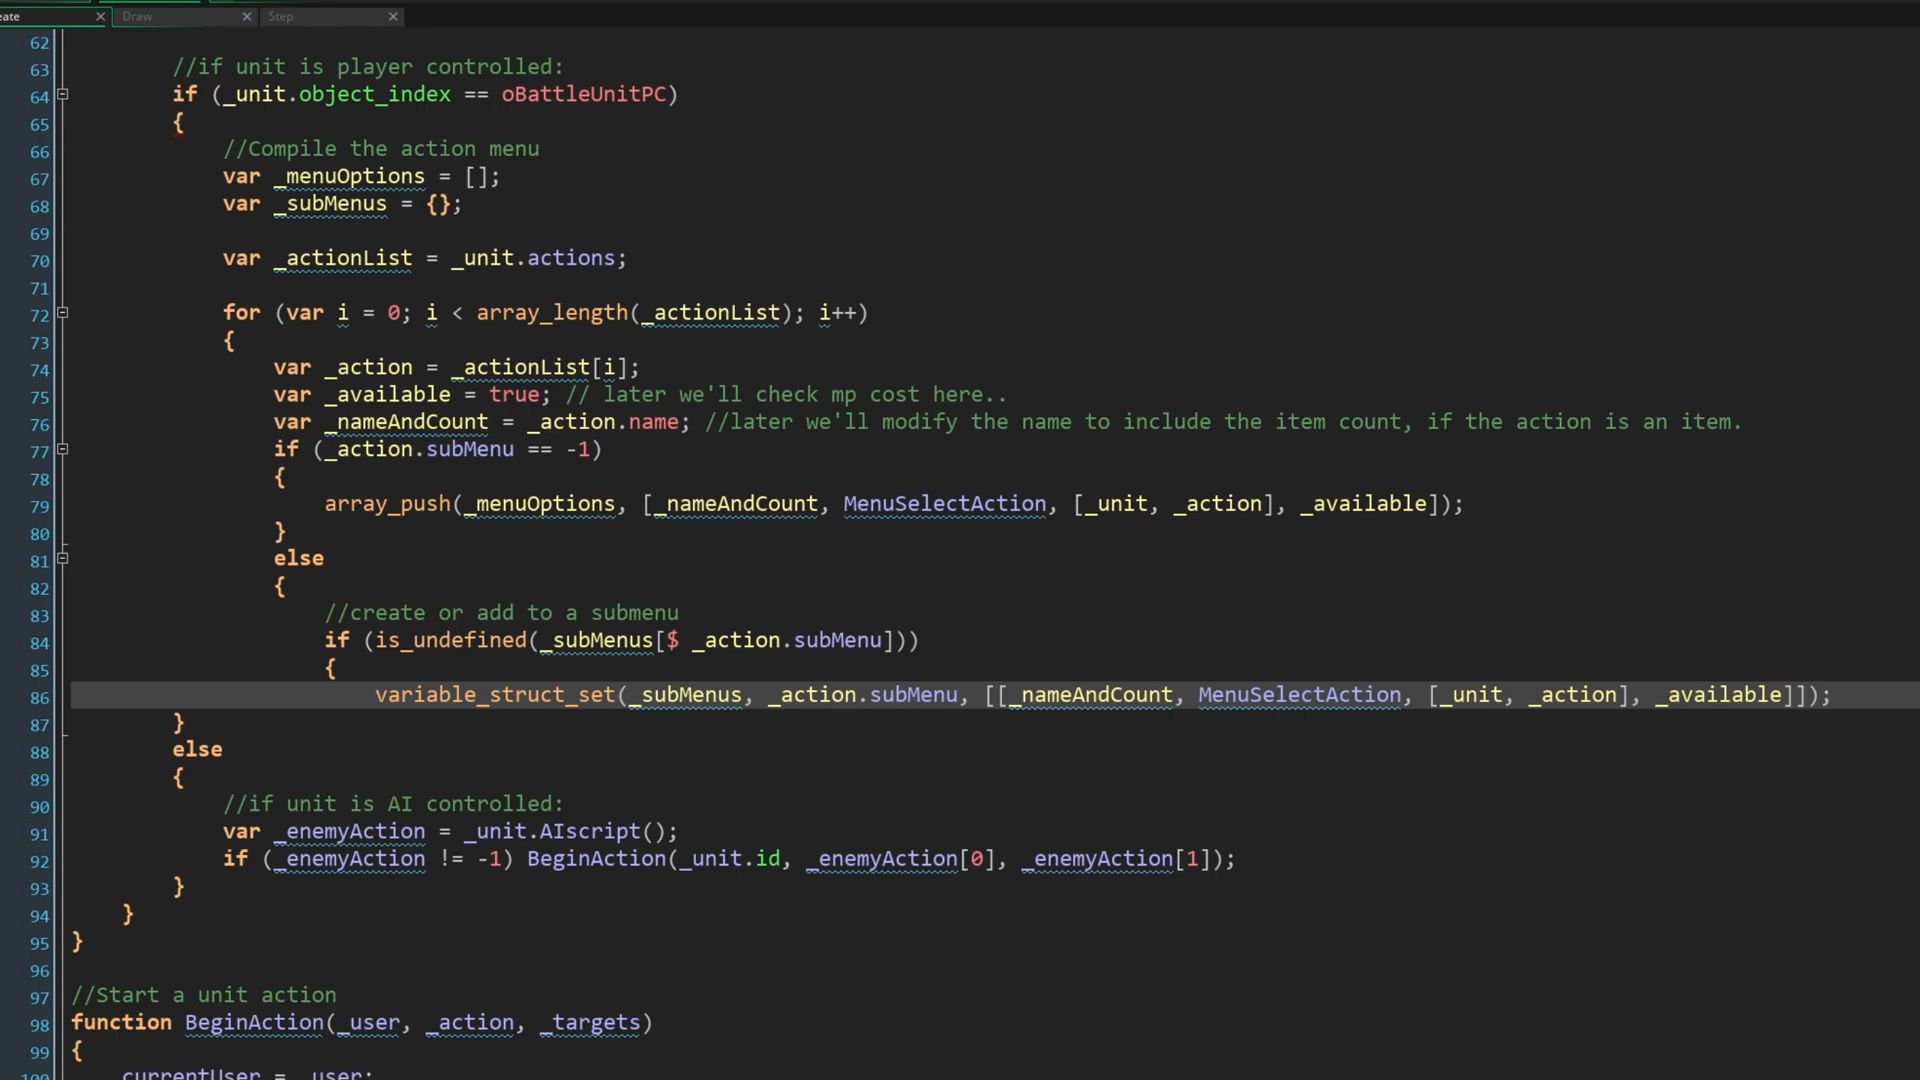 eate Draw Step
62
63 //if unit is player controlled:
64 if (_unit.object_index == oBattleUnitPC)
65 {
66 //Compile the action menu
67 var _menuOptions = [];
68 var _subMenus = {};
69
70 var _actionList = _unit.actions;
71
72 for (var i = 0; i < array_length(_actionList); i++)
73 {
74 var _action = _actionList[i];
75 var _available = true; // later we'll check mp cost here..
76 var _nameAndCount = _action.name; //later we'll modify the name to include the item count, if the action is an item.
77 if (_action.subMenu == -1)
78 {
79 array_push(_menuOptions, [_nameAndCount, MenuSelectAction, [_unit, _action], _available]);
80 }
81 else
82 {
83 //create or add to a submenu
84 if (is_undefined(_subMenus[$ _action.subMenu]))
85 {
86 variable_struct_set(_subMenus, _action.subMenu, [[_nameAndCount, MenuSelectAction, [_unit, _action], _available]]);
87 }
88 else
89 {
90 //if unit is AI controlled:
91 var _enemyAction = _unit.AIscript();
92 if (_enemyAction != -1) BeginAction(_unit.id, _enemyAction[0], _enemyAction[1]);
93 }
94 }
95 }
96
97 //Start a unit action
98 function BeginAction(_user, _action, _targets)
99 {
100 currentUser = _user;